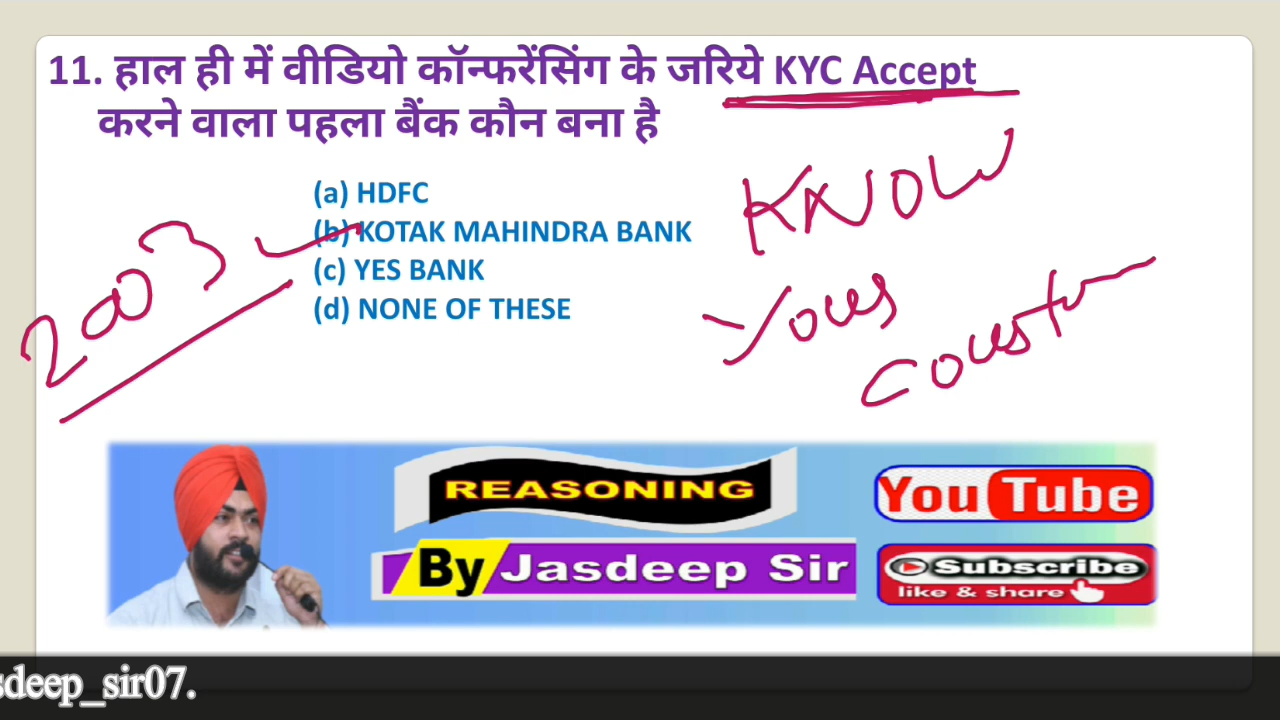 11. हाल ही में वीडियो कॉन्फरेंसिंग के जरिये KYC Accept
करने वाला पहला बैंक कौन बना है
(a) HDFC
(b) KOTAK MAHINDRA BANK
(c) YES BANK
(d) NONE OF THESE
2003
KNOW
Your
REASONING
By Jasdeep Sir
YouTube
Subscribe
like & share
sdeep_sir07.